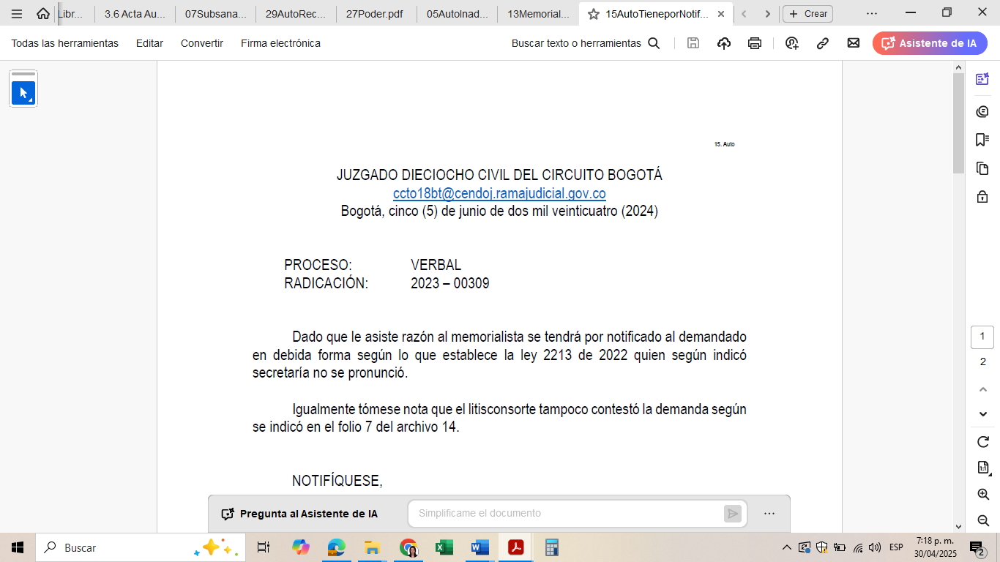 Libr...
3.6 Acta Au...
07Subsana...
29AutoRec...
27Poder.pdf
05AutoInad...
13Memorial...
15AutoTieneporNotif...
Crear
Todas las herramientas
Editar
Convertir
Firma electrónica
Buscar texto o herramientas
Asistente de IA
15. Auto
JUZGADO DIECIOCHO CIVIL DEL CIRCUITO BOGOTÁ
ccto18bt@cendoj.ramajudicial.gov.co
Bogotá, cinco (5) de junio de dos mil veinticuatro (2024)
PROCESO: VERBAL
RADICACIÓN: 2023 – 00309
Dado que le asiste razón al memorialista se tendrá por notificado al demandado
en debida forma según lo que establece la ley 2213 de 2022 quien según indicó
secretaría no se pronunció.
Igualmente tómese nota que el litisconsorte tampoco contestó la demanda según
se indicó en el folio 7 del archivo 14.
NOTIFÍQUESE,
1
2
1:1
Pregunta al Asistente de IA
Simplificame el documento
Buscar
ESP
7:18 p. m.
30/04/2025
2